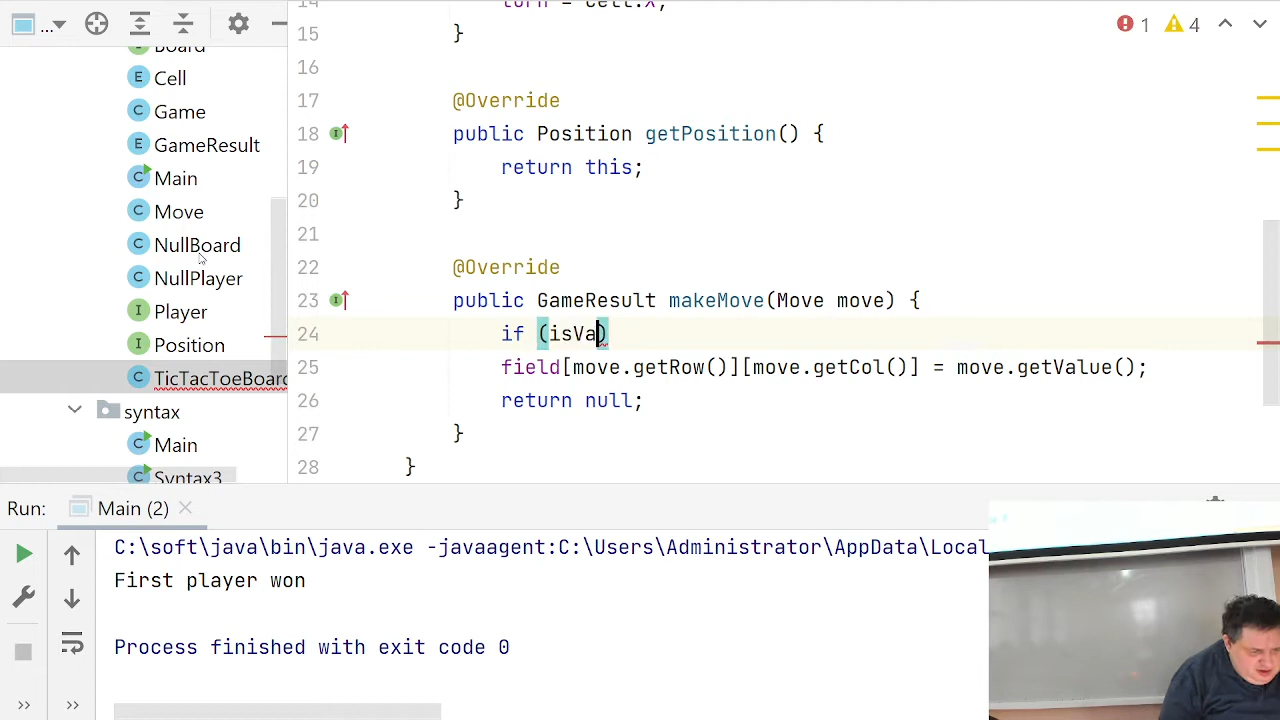 ...
Board
Cell
Game
GameResult
Main
Move
NullBoard
NullPlayer
Player
Position
TicTacToeBoard
syntax
Main
Syntax3
14 turn = cell.X;
15 }
16
17 @Override
18 public Position getPosition() {
19 return this;
20 }
21
22 @Override
23 public GameResult makeMove(Move move) {
24 if (isVa)
25 field[move.getRow()][move.getCol()] = move.getValue();
26 return null;
27 }
28 }
1 4
Run: Main (2)
C:\soft\java\bin\java.exe -javaagent:C:\Users\Administrator\AppData\Local
First player won
Process finished with exit code 0